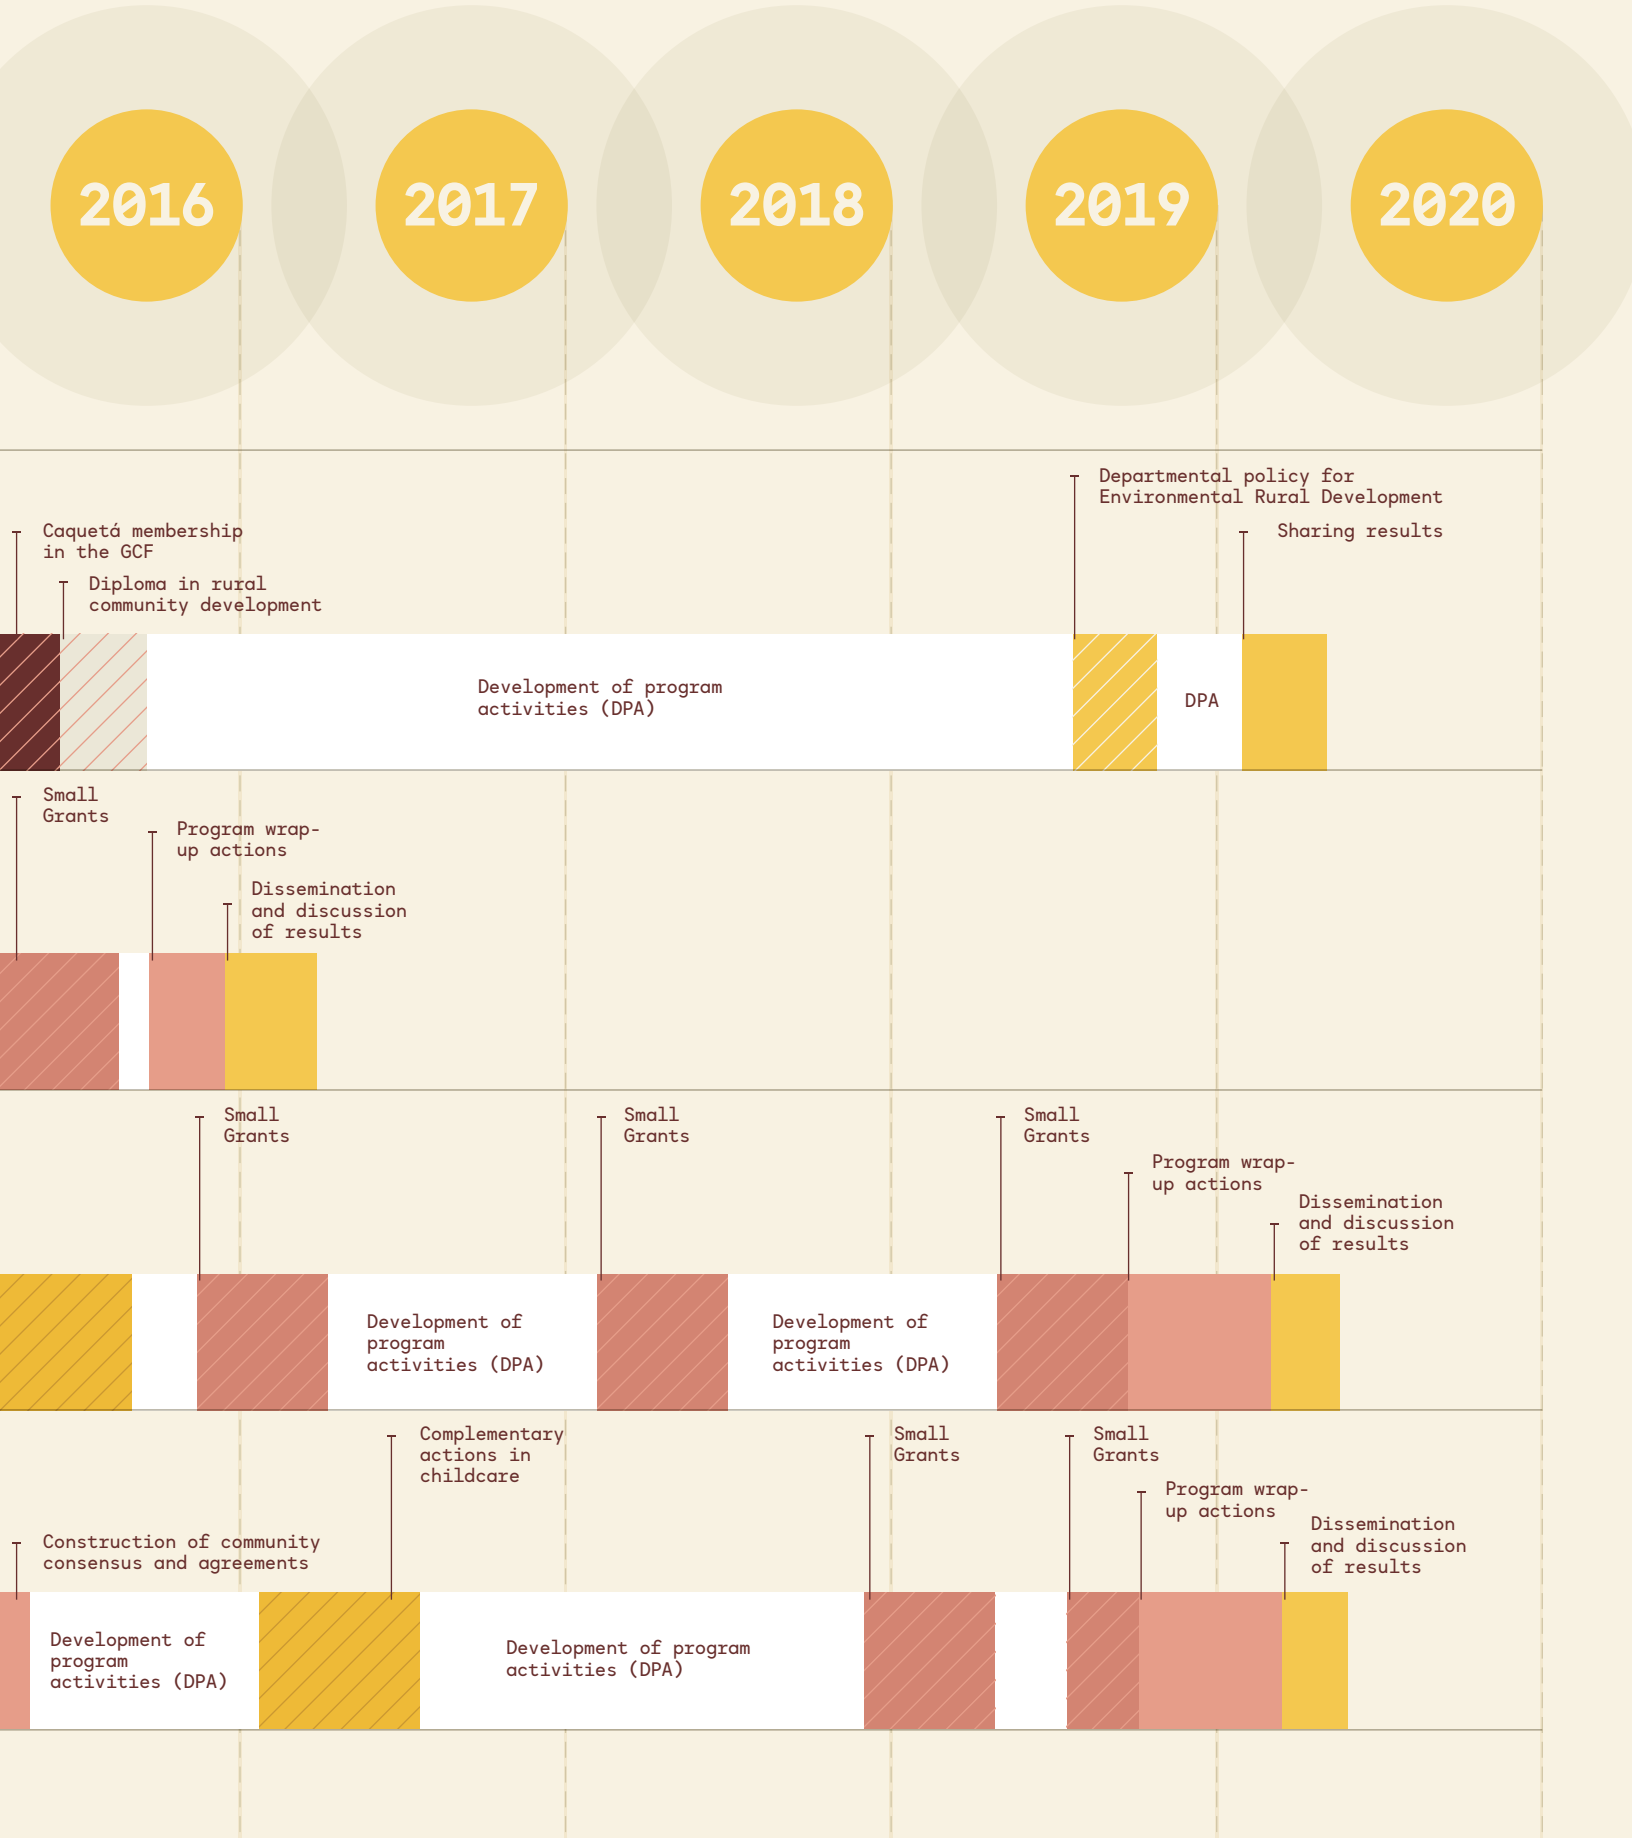 2016
2017
2018
2019
2020
Departmental policy for
Environmental Rural Development
Caquetá membership
in the GCF
Sharing results
Diploma in rural
community development
Development of program
activities (DPA)
DPA
Small
Grants
Program wrap-
up actions
Dissemination
and discussion
of results
Small
Grants
Small
Grants
Small
Grants
Program wrap-
up actions
Dissemination
and discussion
of results
Development of
program
activities (DPA)
Development of
program
activities (DPA)
Complementary
actions in
childcare
Small
Grants
Small
Grants
Program wrap-
up actions
Construction of community
consensus and agreements
Dissemination
and discussion
of results
Development of
program
activities (DPA)
Development of program
activities (DPA)